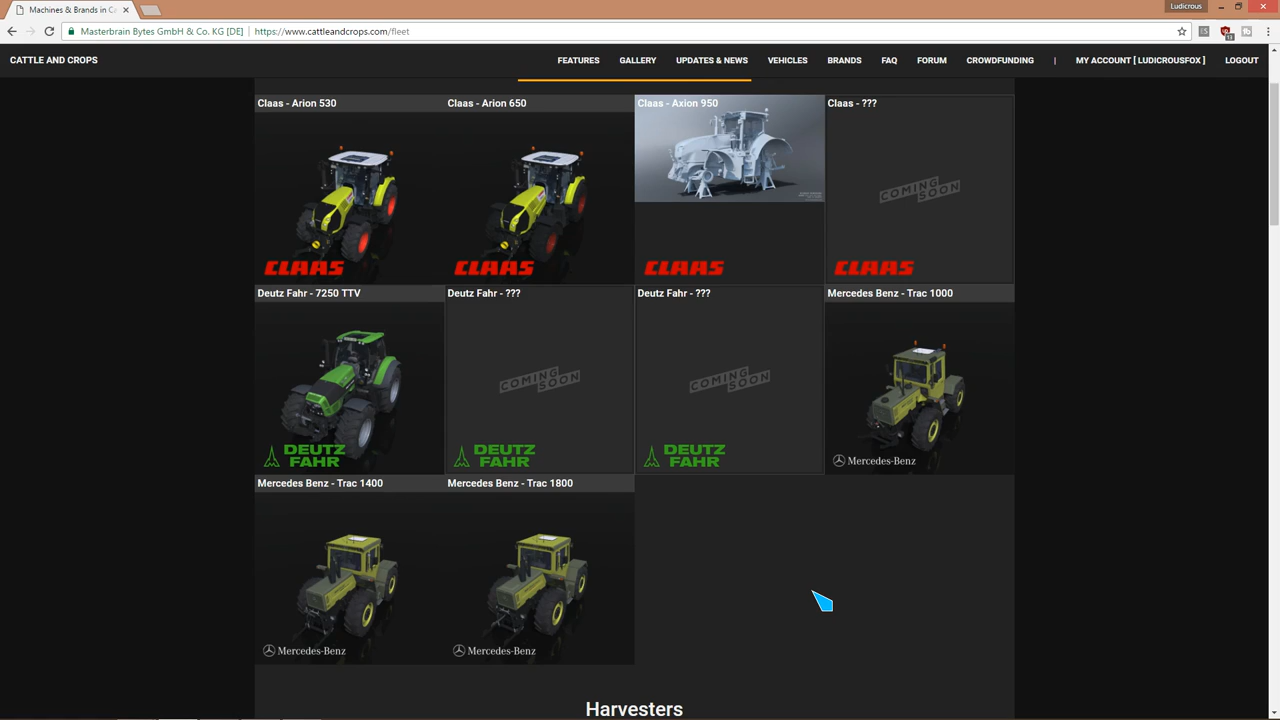 Machines & Brands in C
Ludicrous
Masterbrain Bytes GmbH & Co. KG [DE]
https://www.cattleandcrops.com/fleet
CATTLE AND CROPS
FEATURES
GALLERY
UPDATES & NEWS
VEHICLES
BRANDS
FAQ
FORUM
CROWDFUNDING
|
MY ACCOUNT [ LUDICROUSFOX ]
LOGOUT
Claas - Arion 530
Claas - Arion 650
Claas - Axion 950
Claas - ???
COMING SOON
CLAAS
CLAAS
CLAAS
CLAAS
Deutz Fahr - 7250 TTV
Deutz Fahr - ???
Deutz Fahr - ???
Mercedes Benz - Trac 1000
COMING SOON
COMING SOON
DEUTZ FAHR
DEUTZ FAHR
DEUTZ FAHR
Mercedes-Benz
Mercedes Benz - Trac 1400
Mercedes Benz - Trac 1800
Mercedes-Benz
Mercedes-Benz
Harvesters